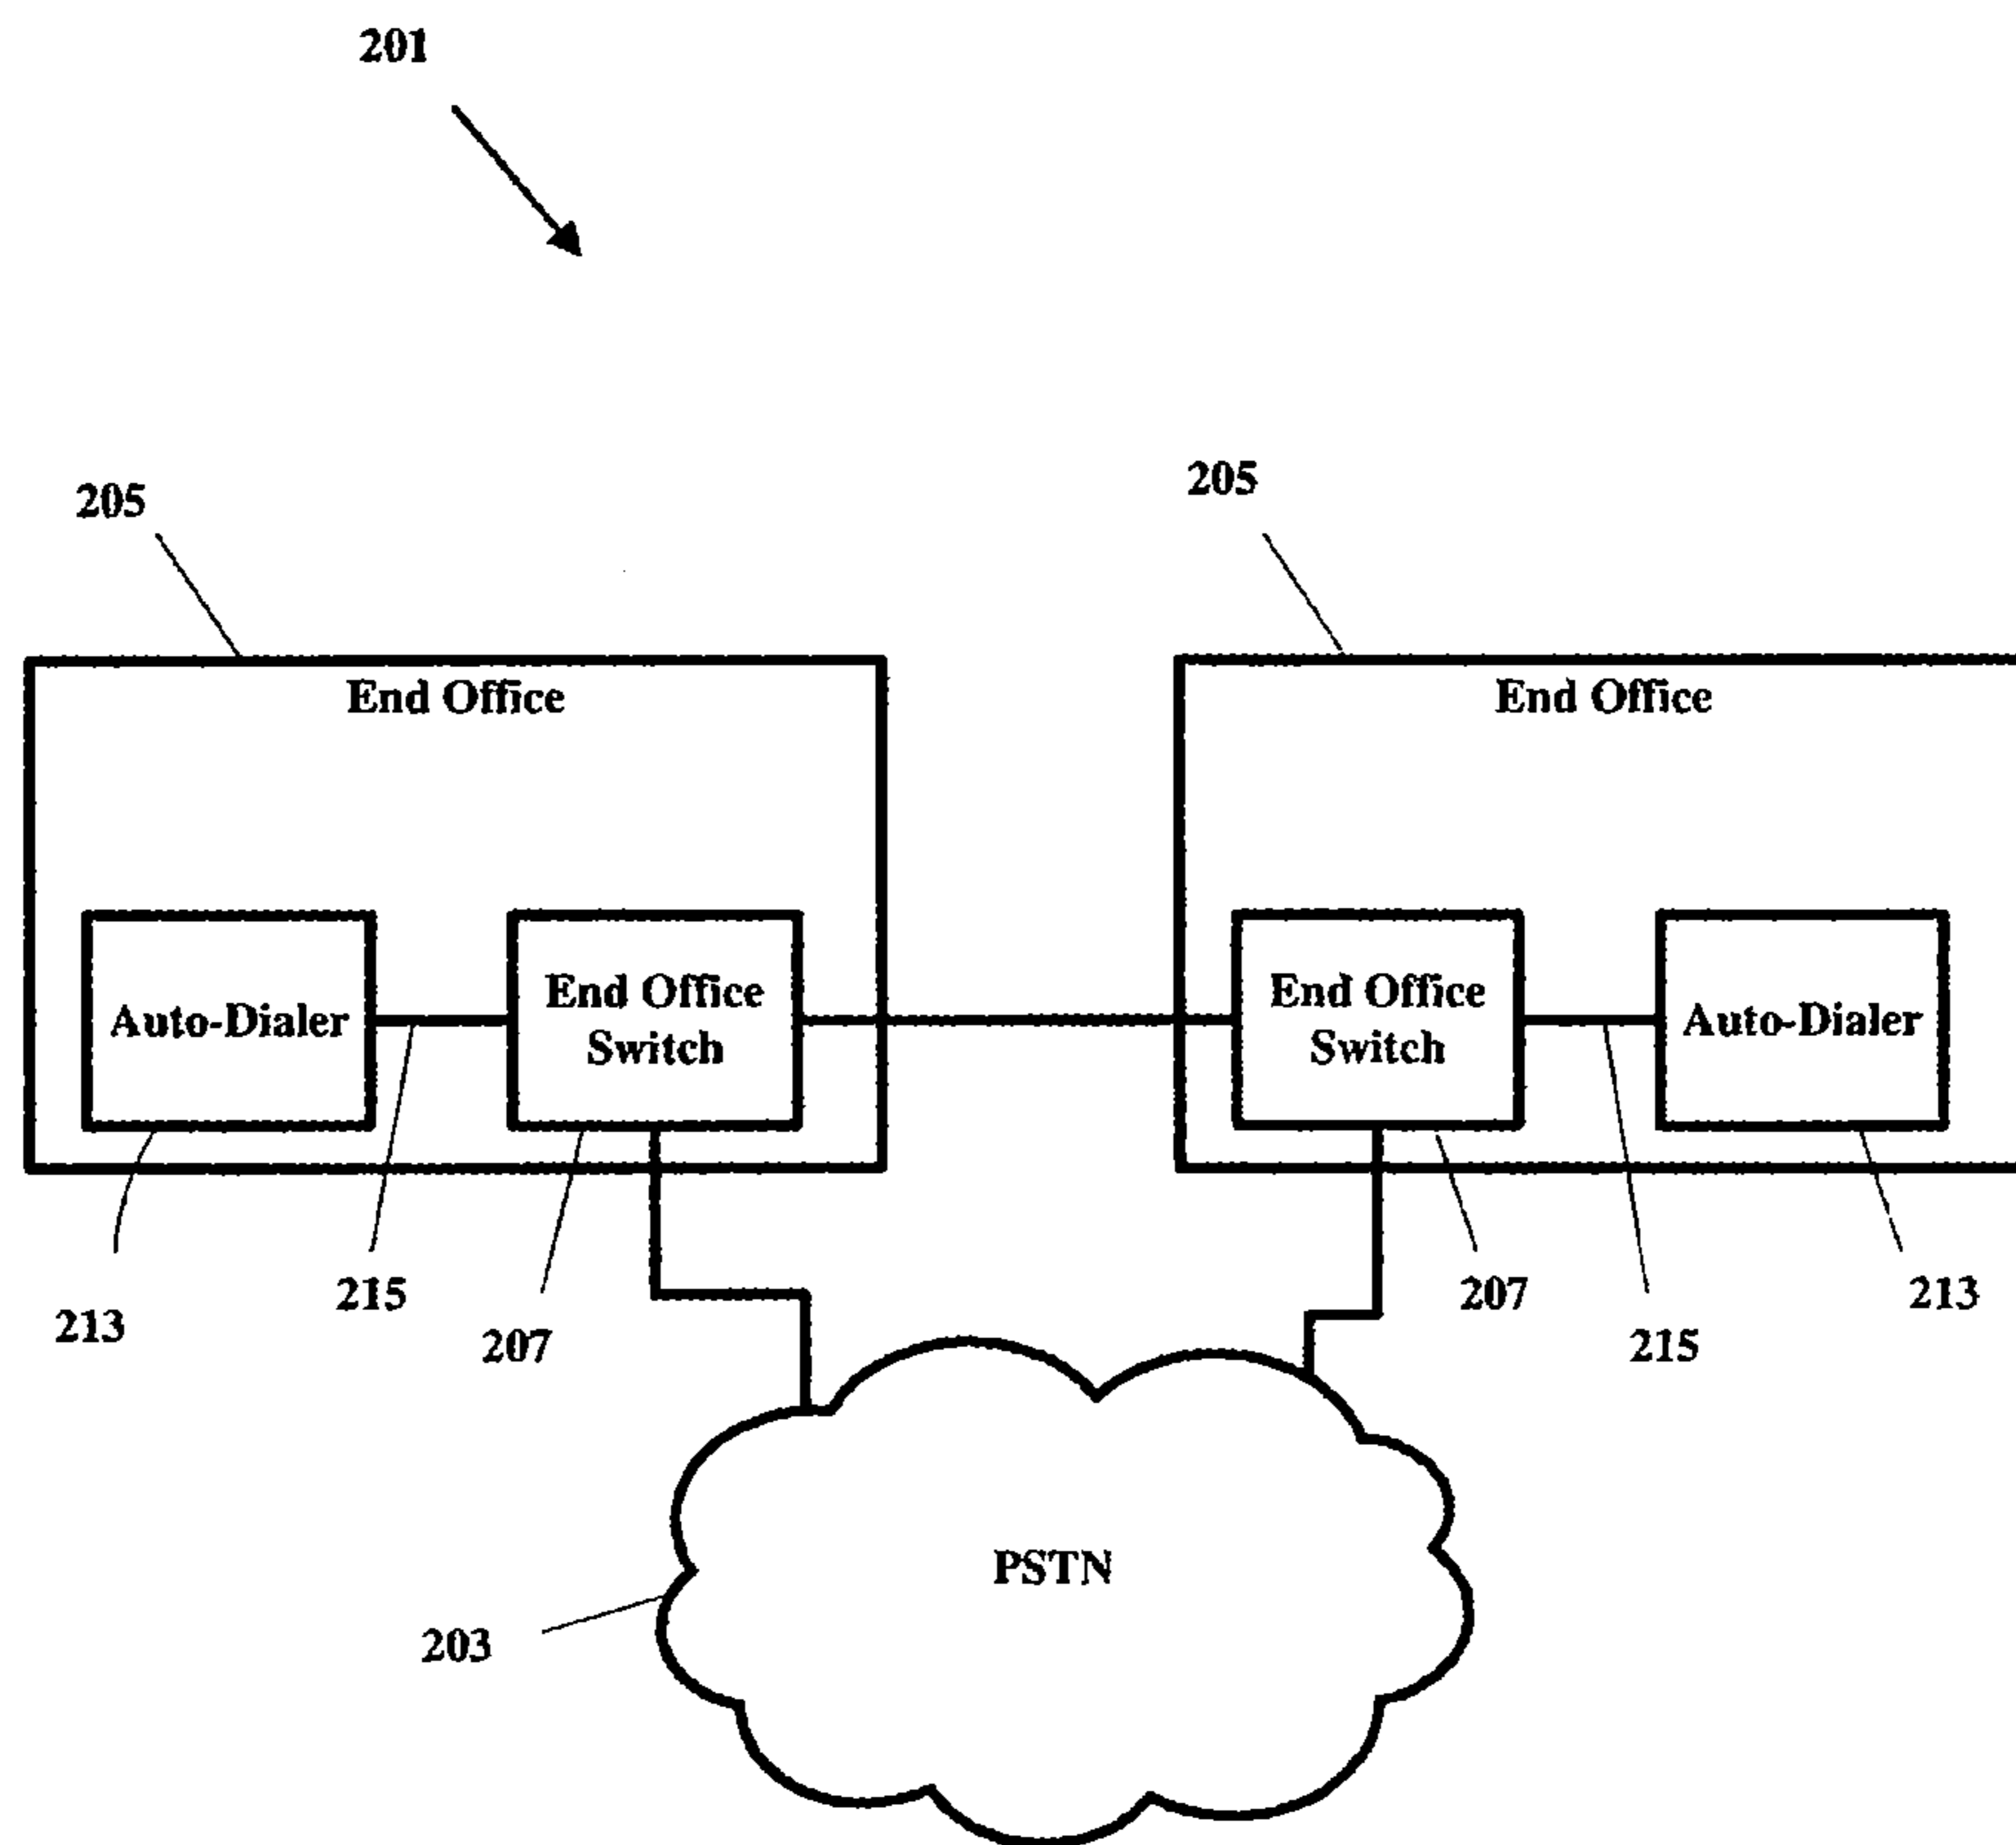 201
205
205
End Office
End Office
Auto-Dialer
End Office
Switch
End Office
Switch
Auto-Dialer
213
215
207
207
215
213
PSTN
203